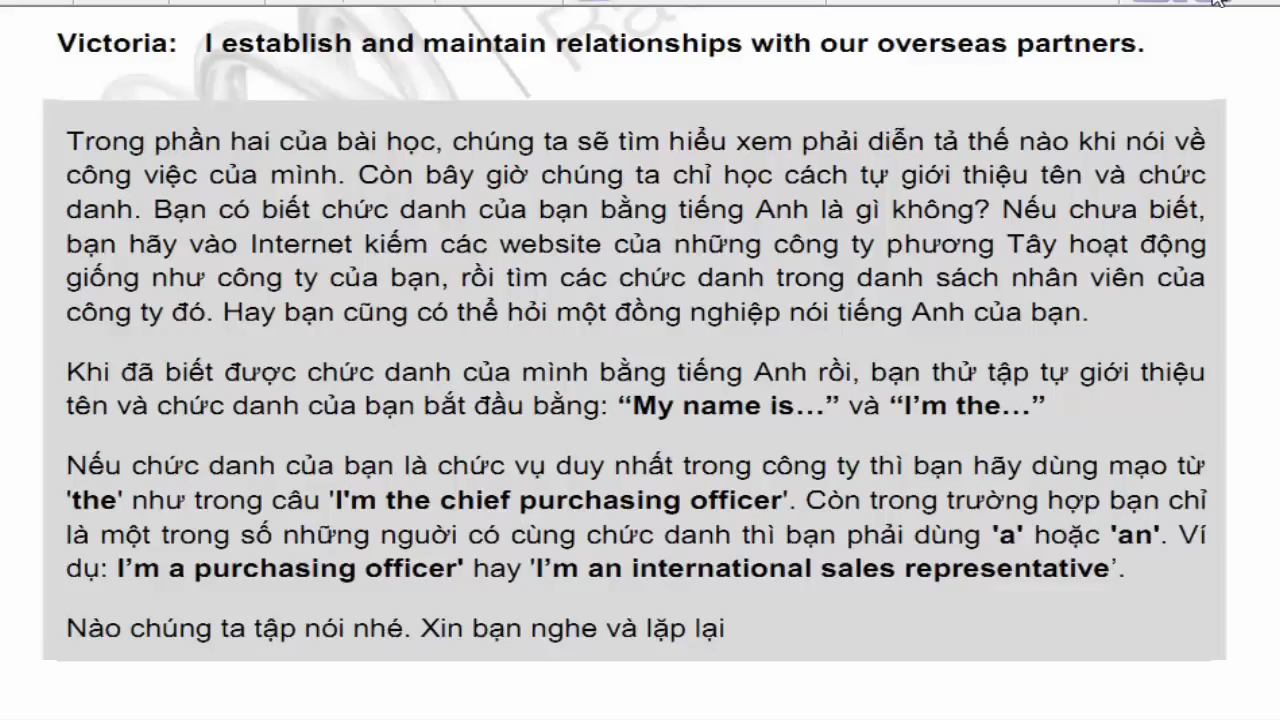 Victoria: I establish and maintain relationships with our overseas partners.
Trong phần hai của bài học, chúng ta sẽ tìm hiểu xem phải diễn tả thế nào khi nói về
công việc của mình. Còn bây giờ chúng ta chỉ học cách tự giới thiệu tên và chức
danh. Bạn có biết chức danh của bạn bằng tiếng Anh là gì không? Nếu chưa biết,
bạn hãy vào Internet kiếm các website của những công ty phương Tây hoạt động
giống như công ty của bạn, rồi tìm các chức danh trong danh sách nhân viên của
công ty đó. Hay bạn cũng có thể hỏi một đồng nghiệp nói tiếng Anh của bạn.
Khi đã biết được chức danh của mình bằng tiếng Anh rồi, bạn thử tập tự giới thiệu
tên và chức danh của bạn bắt đầu bằng: “My name is…” và “I’m the…”
Nếu chức danh của bạn là chức vụ duy nhất trong công ty thì bạn hãy dùng mạo từ
'the' như trong câu 'I'm the chief purchasing officer'. Còn trong trường hợp bạn chỉ
là một trong số những nguời có cùng chức danh thì bạn phải dùng 'a' hoặc 'an'. Ví
dụ: I’m a purchasing officer' hay 'I’m an international sales representative’.
Nào chúng ta tập nói nhé. Xin bạn nghe và lặp lại